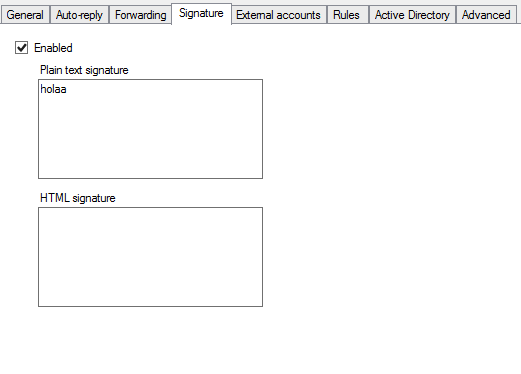 General Auto-reply Forwarding Signature External accounts Rules Active Directory Advanced
Enabled
Plain text signature
holaa
HTML signature